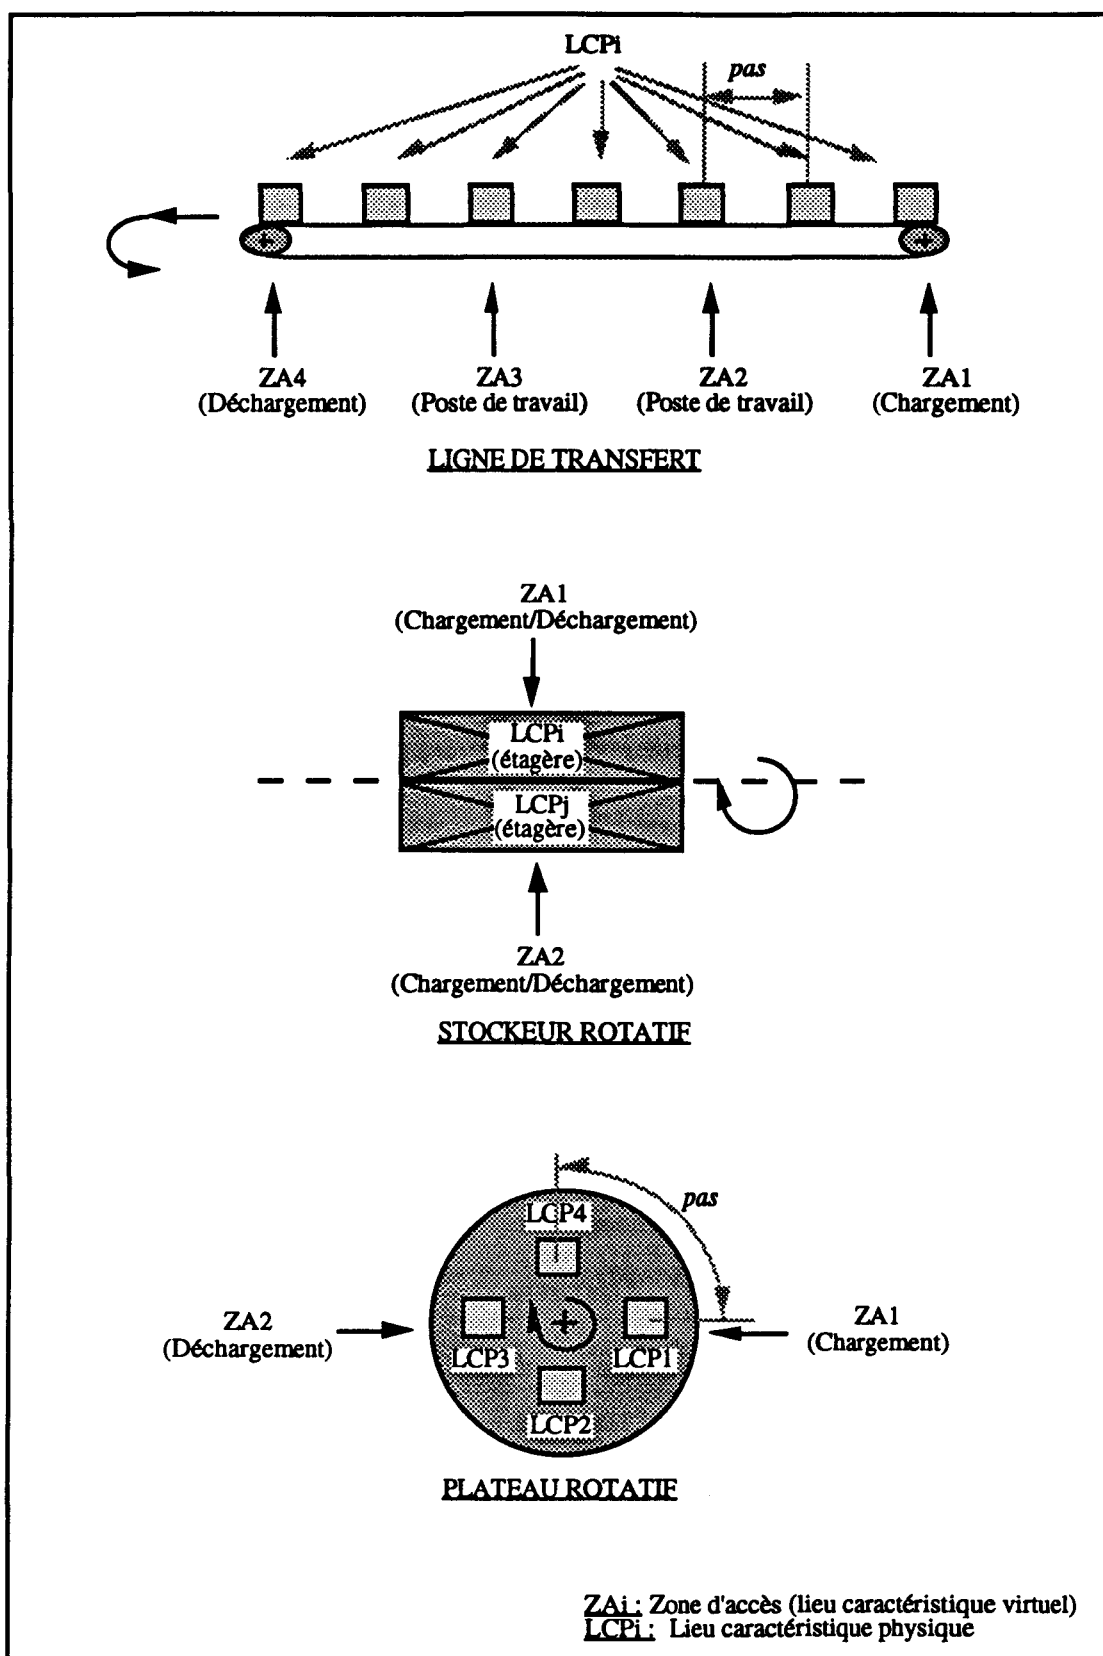 LCPi
pas
ZA4
(Déchargement)
ZA3
(Poste de travail)
ZA2
(Poste de travail)
ZA1
(Chargement)
LIGNE DE TRANSFERT
ZA1
(Chargement/Déchargement)
LCPi
(étagère)
LCPj
(étagère)
ZA2
(Chargement/Déchargement)
STOCKEUR ROTATIF
pas
LCP4
ZA2
(Déchargement)
LCP3
LCP1
ZA1
(Chargement)
LCP2
PLATEAU ROTATIF
ZAi : Zone d'accès (lieu caractéristique virtuel)
LCPi : Lieu caractéristique physique